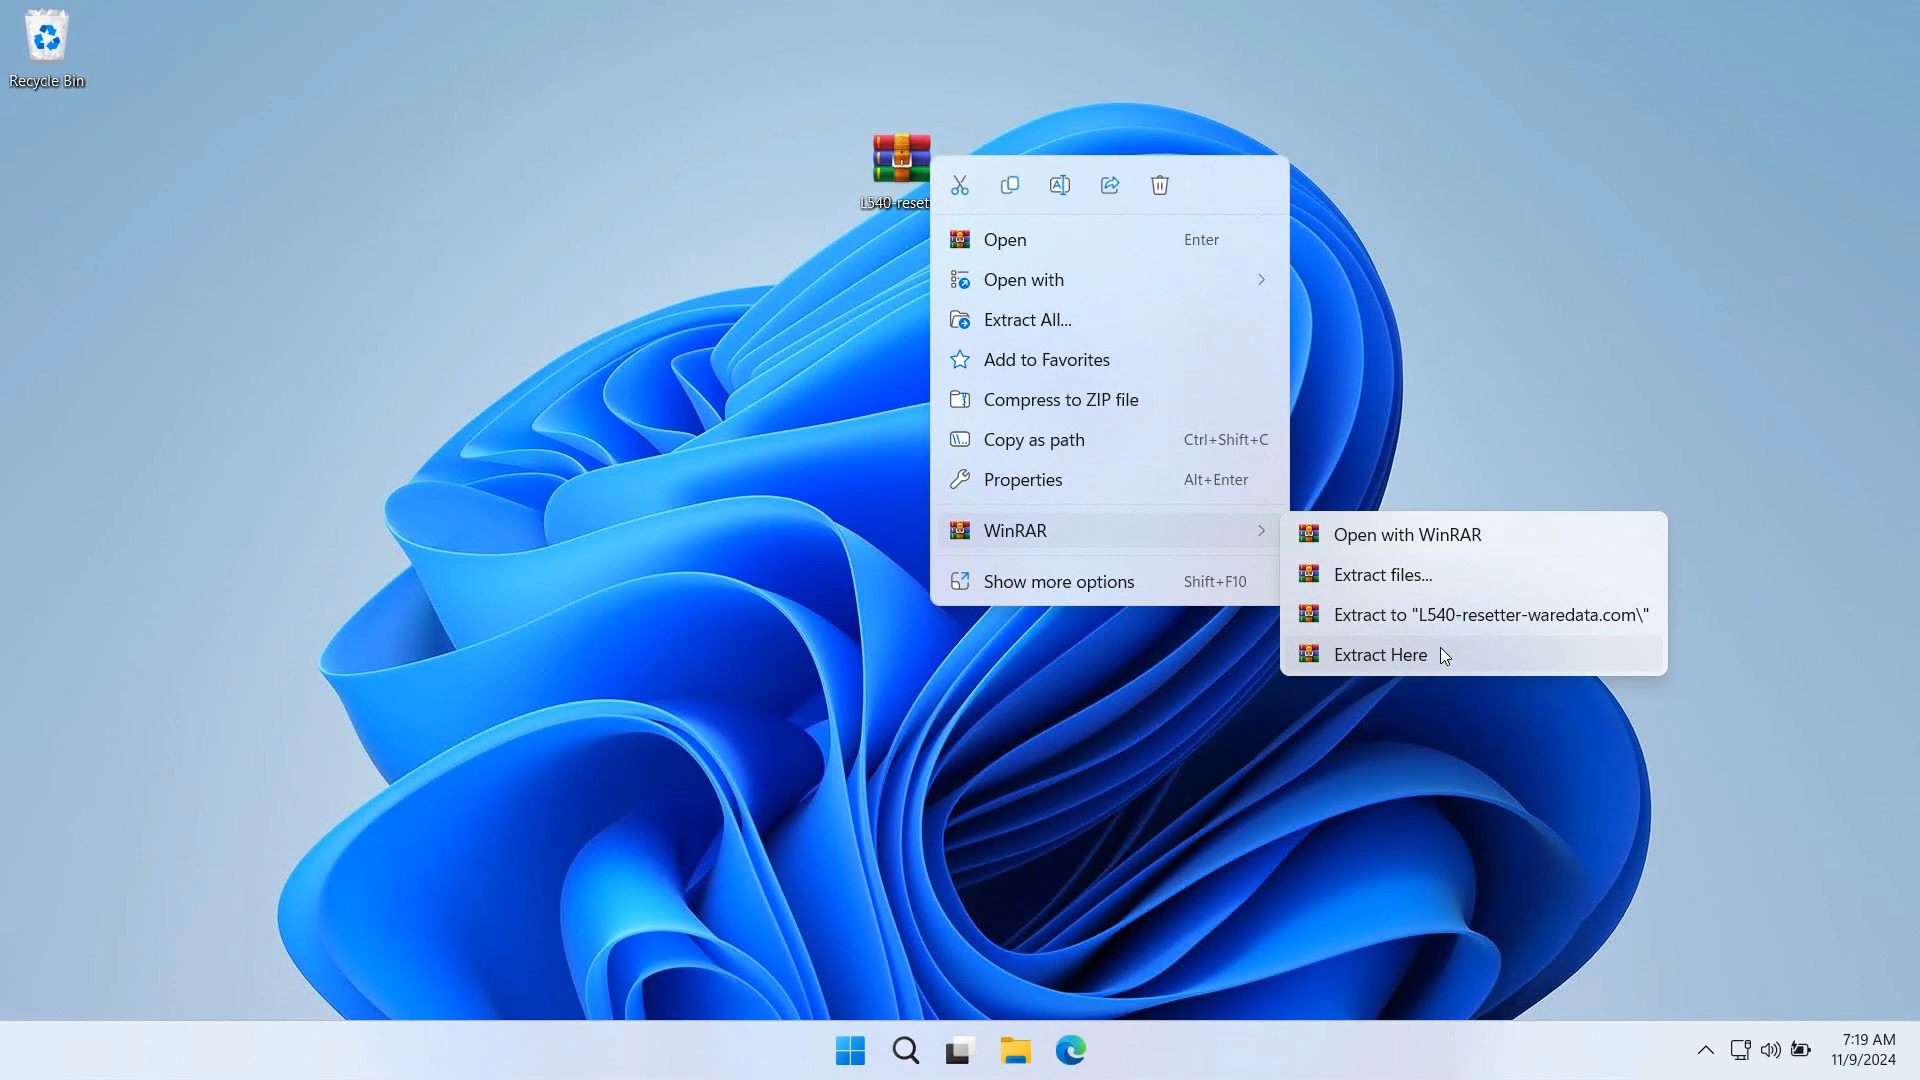 Recycle Bin
L540-reset
Open Enter
Open with
Extract All...
Add to Favorites
Compress to ZIP file
Copy as path Ctrl+Shift+C
Properties Alt+Enter
WinRAR
Show more options Shift+F10
Open with WinRAR
Extract files...
Extract to "L540-resetter-waredata.com\"
Extract Here
7:19 AM
11/9/2024